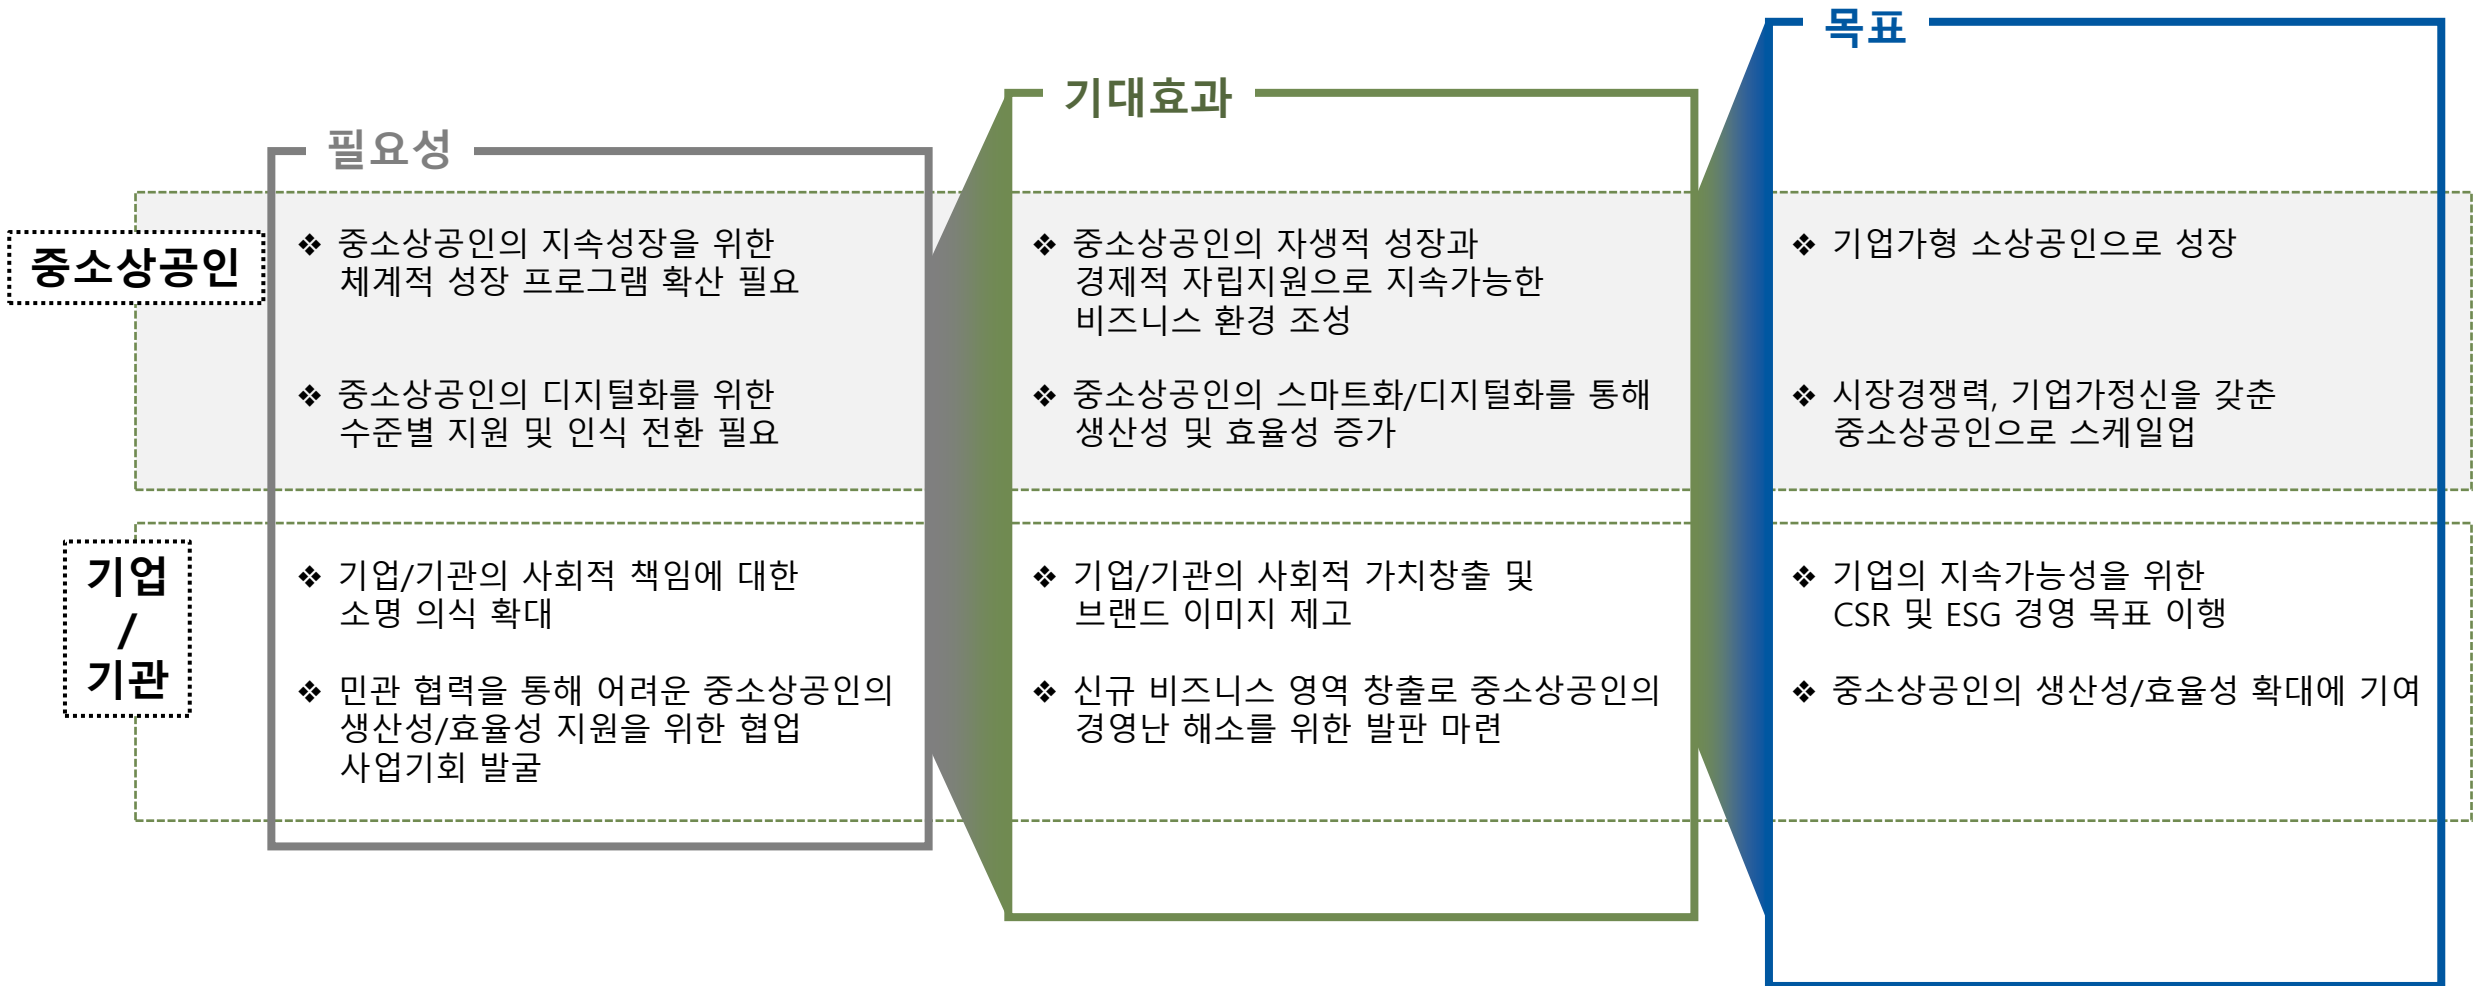 목표
기대효과
필요성
중소상공인
❖ 중소상공인의 지속성장을 위한
체계적 성장 프로그램 확산 필요
❖ 중소상공인의 디지털화를 위한
수준별 지원 및 인식 전환 필요
❖ 중소상공인의 자생적 성장과
경제적 자립지원으로 지속가능한
비즈니스 환경 조성
❖ 중소상공인의 스마트화/디지털화를 통해
생산성 및 효율성 증가
❖ 기업가형 소상공인으로 성장
❖ 시장경쟁력, 기업가정신을 갖춘
중소상공인으로 스케일업
기업
/
기관
❖ 기업/기관의 사회적 책임에 대한
소명 의식 확대
❖ 민관 협력을 통해 어려운 중소상공인의
생산성/효율성 지원을 위한 협업
사업기회 발굴
❖ 기업/기관의 사회적 가치창출 및
브랜드 이미지 제고
❖ 신규 비즈니스 영역 창출로 중소상공인의
경영난 해소를 위한 발판 마련
❖ 기업의 지속가능성을 위한
CSR 및 ESG 경영 목표 이행
❖ 중소상공인의 생산성/효율성 확대에 기여